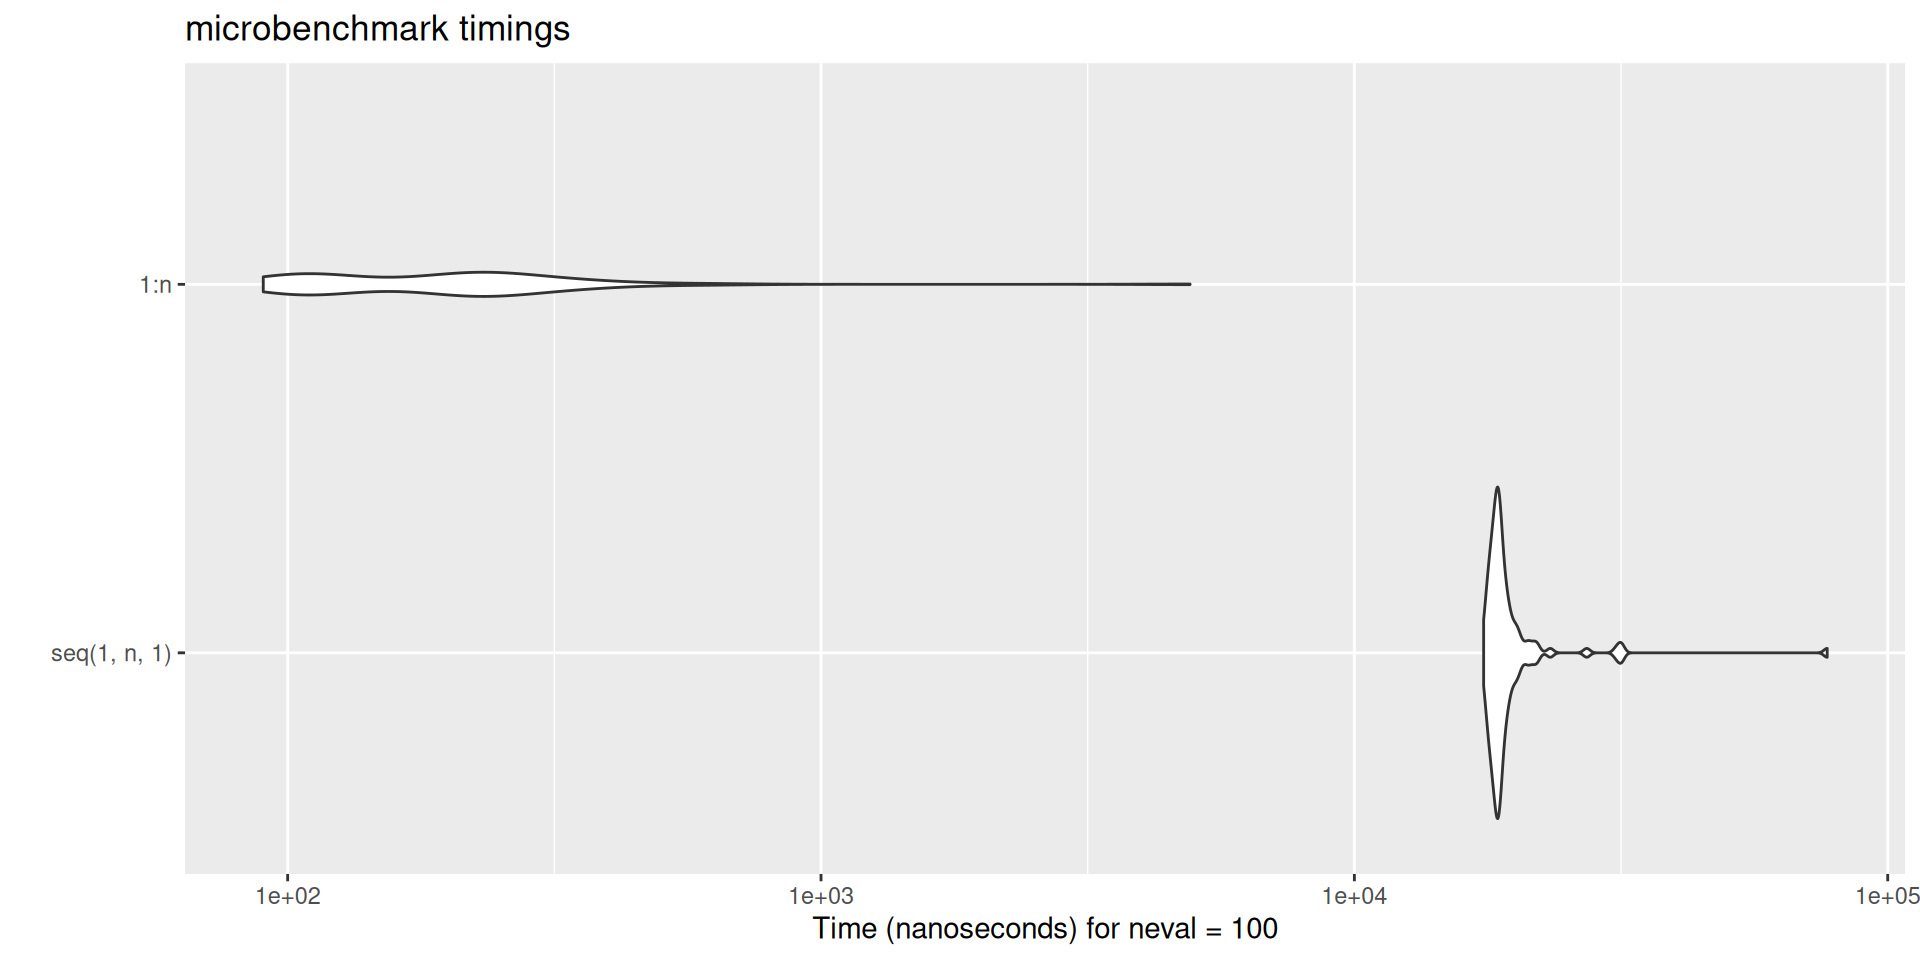 microbenchmark timings
1:n
seq(1, n, 1)
1e+02 1e+03 1e+04 1e+05
Time (nanoseconds) for neval = 100